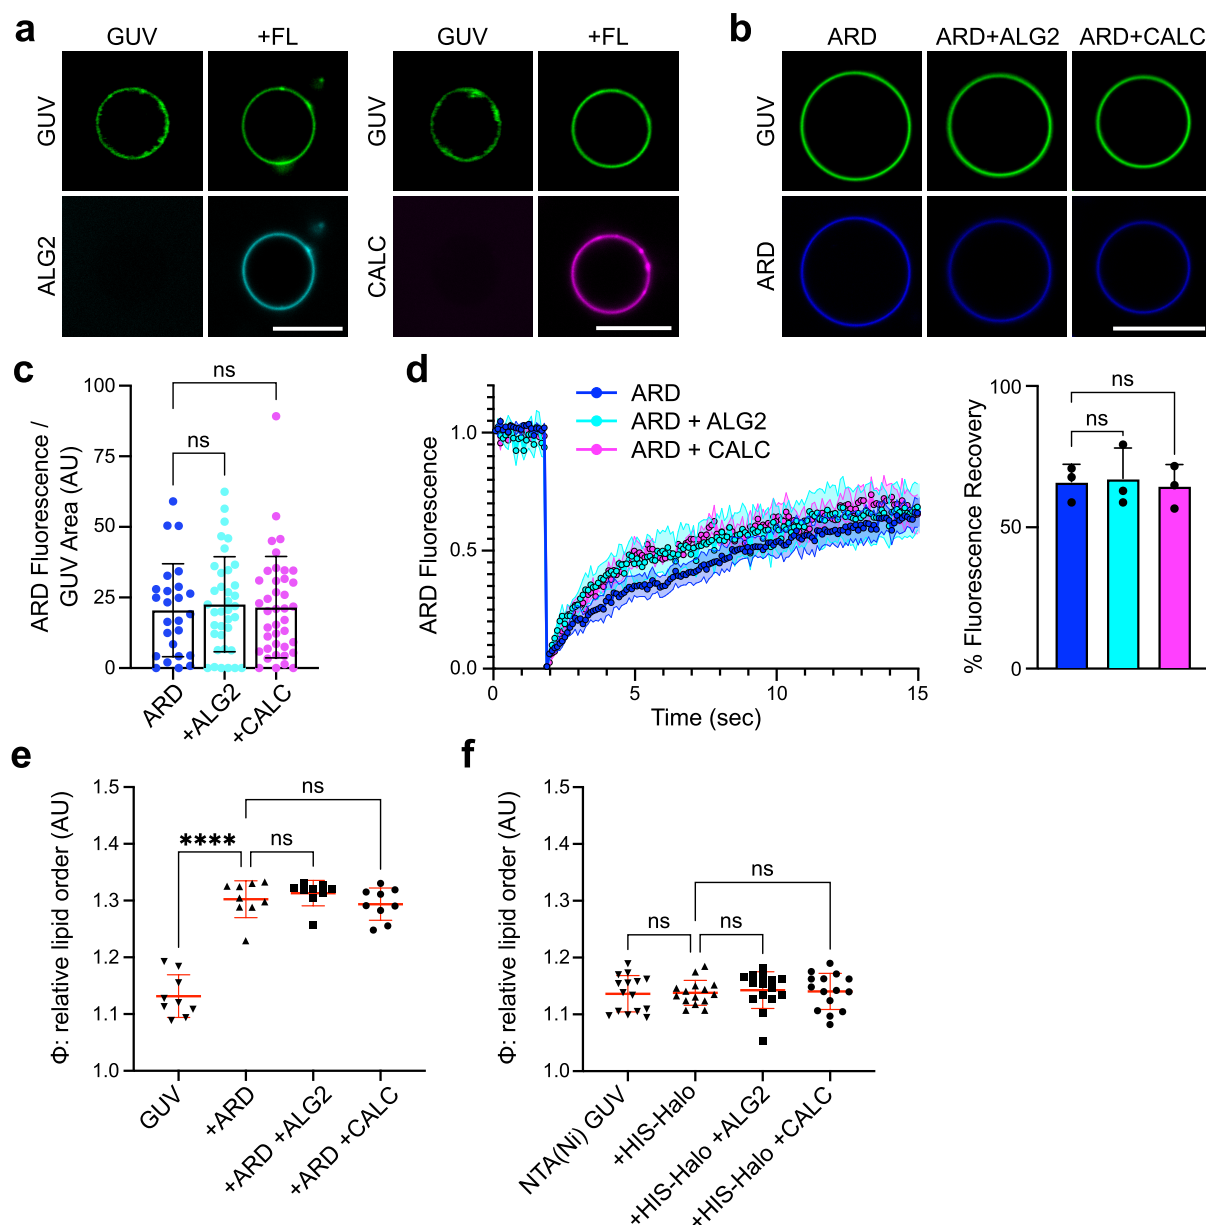 a
GUV
+FL
GUV
+FL
GUV
ALG2
GUV
CALC
b
ARD
ARD+ALG2
ARD+CALC
GUV
ARD
c
ns
ns
100
75
50
25
0
ARD Fluorescence /
GUV Area (AU)
ARD
+ALG2
+CALC
d
ARD
ARD + ALG2
ARD + CALC
1.0
0.5
0.0
ARD Fluorescence
0
5
10
15
Time (sec)
ns
ns
100
50
0
% Fluorescence Recovery
e
ns
****
ns
1.5
1.4
1.3
1.2
1.1
1.0
Φ: relative lipid order (AU)
GUV
+ARD
+ARD +ALG2
+ARD +CALC
f
ns
ns
ns
1.5
1.4
1.3
1.2
1.1
1.0
Φ: relative lipid order (AU)
NTA(Ni) GUV
+HIS-Halo
+HIS-Halo +ALG2
+HIS-Halo +CALC